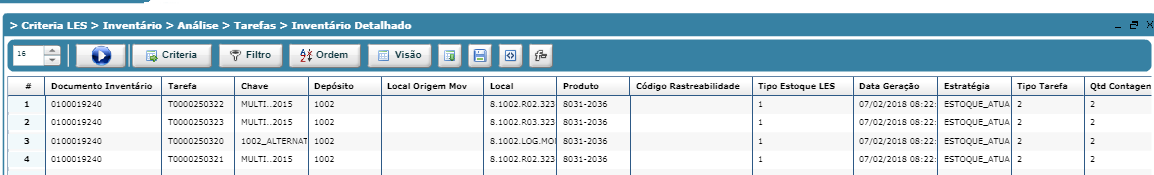 > Criteria LES > Inventário > Análise > Tarefas > Inventário Detalhado
16 Criteria Filtro Ordem Visão
# Documento Inventário Tarefa Chave Depósito Local Origem Mov Local Produto Código Rastreabilidade Tipo Estoque LES Data Geração Estratégia Tipo Tarefa Qtd Contagen
1 0100019240 T0000250322 MULTI..2015 1002 8.1002.R02.323 8031-2036 1 07/02/2018 08:22: ESTOQUE_ATUA 2 2
2 0100019240 T0000250323 MULTI..2015 1002 8.1002.R03.323 8031-2036 1 07/02/2018 08:22: ESTOQUE_ATUA 2 2
3 0100019240 T0000250320 1002_ALTERNAT 1002 8.1002.LOG.MOI 8031-2036 1 07/02/2018 08:22: ESTOQUE_ATUA 2 2
4 0100019240 T0000250321 MULTI..2015 1002 8.1002.R02.323 8031-2036 1 07/02/2018 08:22: ESTOQUE_ATUA 2 2